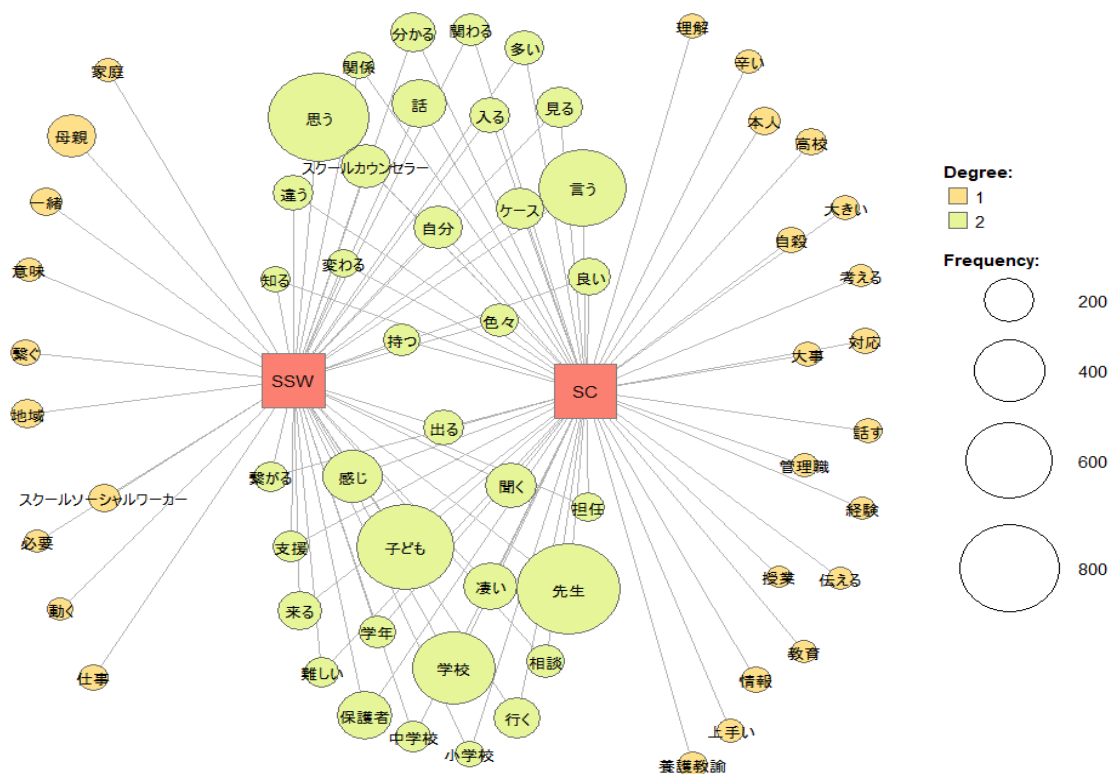 分かる
関わる
多い
理解
家庭
関係
辛い
思う
話
入る
見る
母親
本人
高校
スクールカウンセラー
言う
Degree:
1
2
違う
ケース
一緒
自分
大きい
自殺
Frequency:
200
意味
知る
変わる
良い
考える
色々
持つ
繋ぐ
大事
対応
400
SSW
SC
地域
出る
話す
繋がる
感じ
聞く
管理職
600
スクールソーシャルワーカー
担任
経験
必要
支援
子ども
動く
来る
凄い
先生
授業
伝える
800
学年
仕事
難しい
学校
相談
教育
情報
保護者
中学校
小学校
行く
上手い
養護教諭